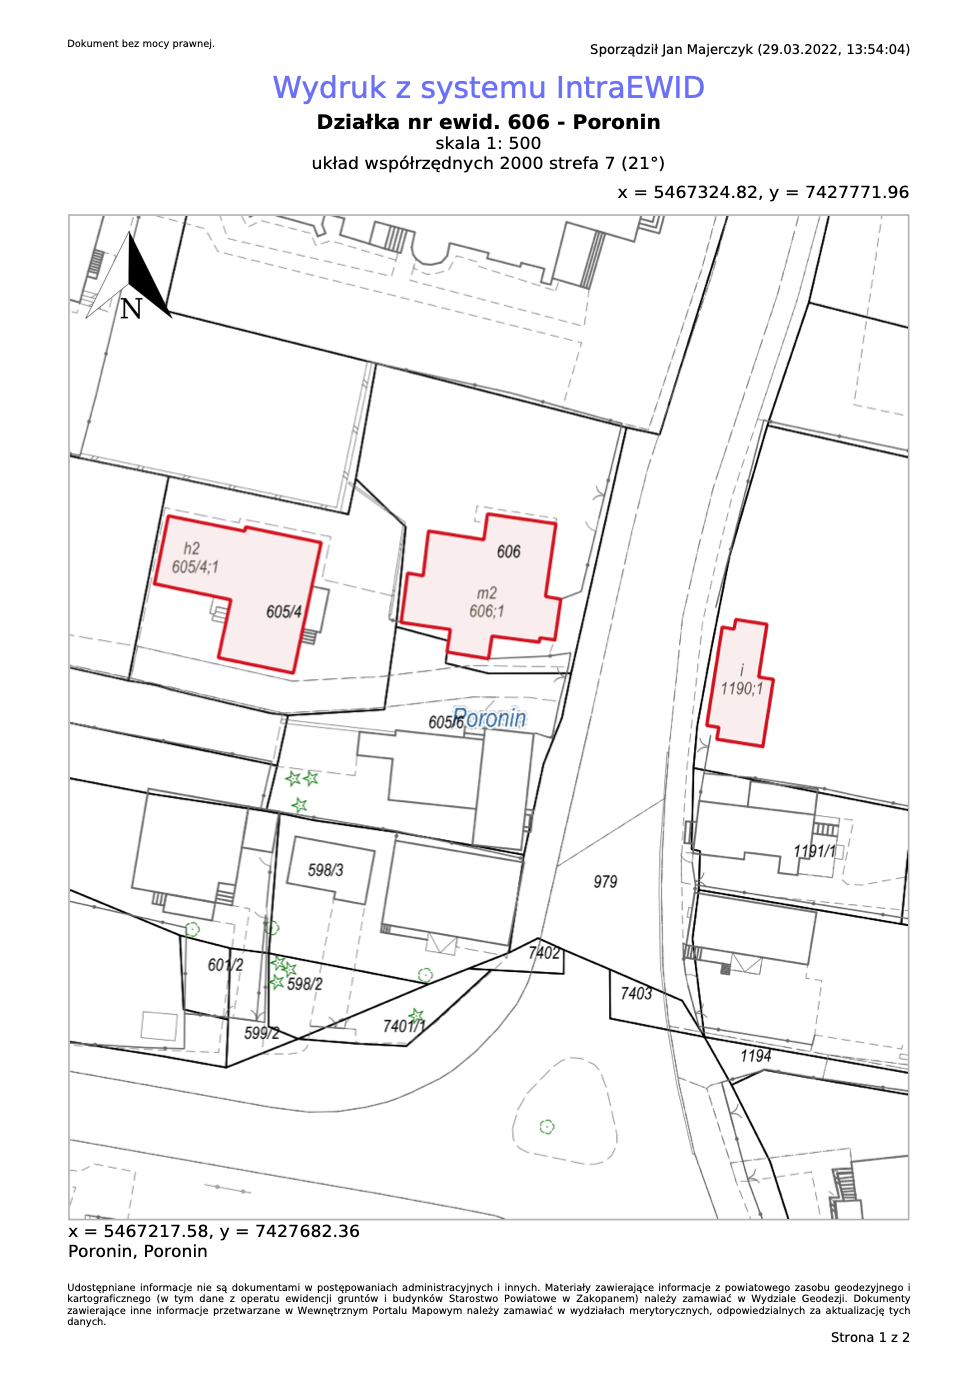 Dokument bez mocy prawnej.
Sporządził Jan Majerczyk (29.03.2022, 13:54:04)
Wydruk z systemu IntraEWID
Działka nr ewid. 606 - Poronin
skala 1: 500
układ współrzędnych 2000 strefa 7 (21°)
x = 5467324.82, y = 7427771.96
N
h2
605/4;1
605/4
606
m2
606;1
i
1190;1
605/6
Poronin
598/3
979
1191/1
601/2
598/2
599/2
7401/1
7402
7403
1194
x = 5467217.58, y = 7427682.36
Poronin, Poronin
Udostępniane informacje nie są dokumentami w postępowaniach administracyjnych i innych. Materiały zawierające informacje z powiatowego zasobu geodezyjnego i
kartograficznego (w tym dane z operatu ewidencji gruntów i budynków Starostwo Powiatowe w Zakopanem) należy zamawiać w Wydziale Geodezji. Dokumenty
zawierające inne informacje przetwarzane w Wewnętrznym Portalu Mapowym należy zamawiać w wydziałach merytorycznych, odpowiedzialnych za aktualizację tych
danych.
Strona 1 z 2